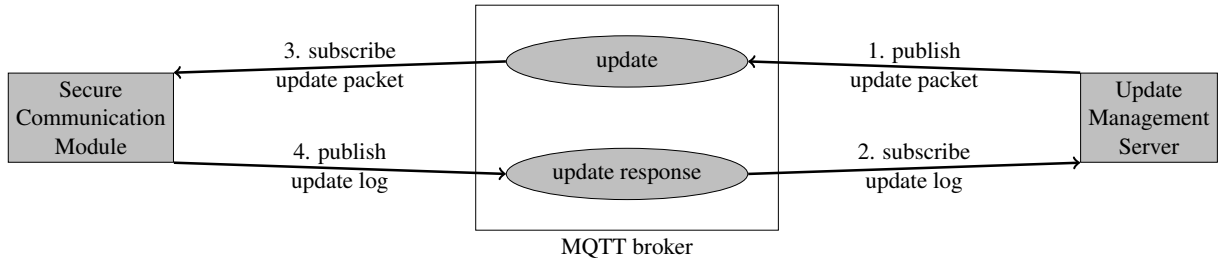 3. subscribe
update packet
update
1. publish
update packet
Secure
Communication
Module
Update
Management
Server
4. publish
update log
update response
2. subscribe
update log
MQTT broker